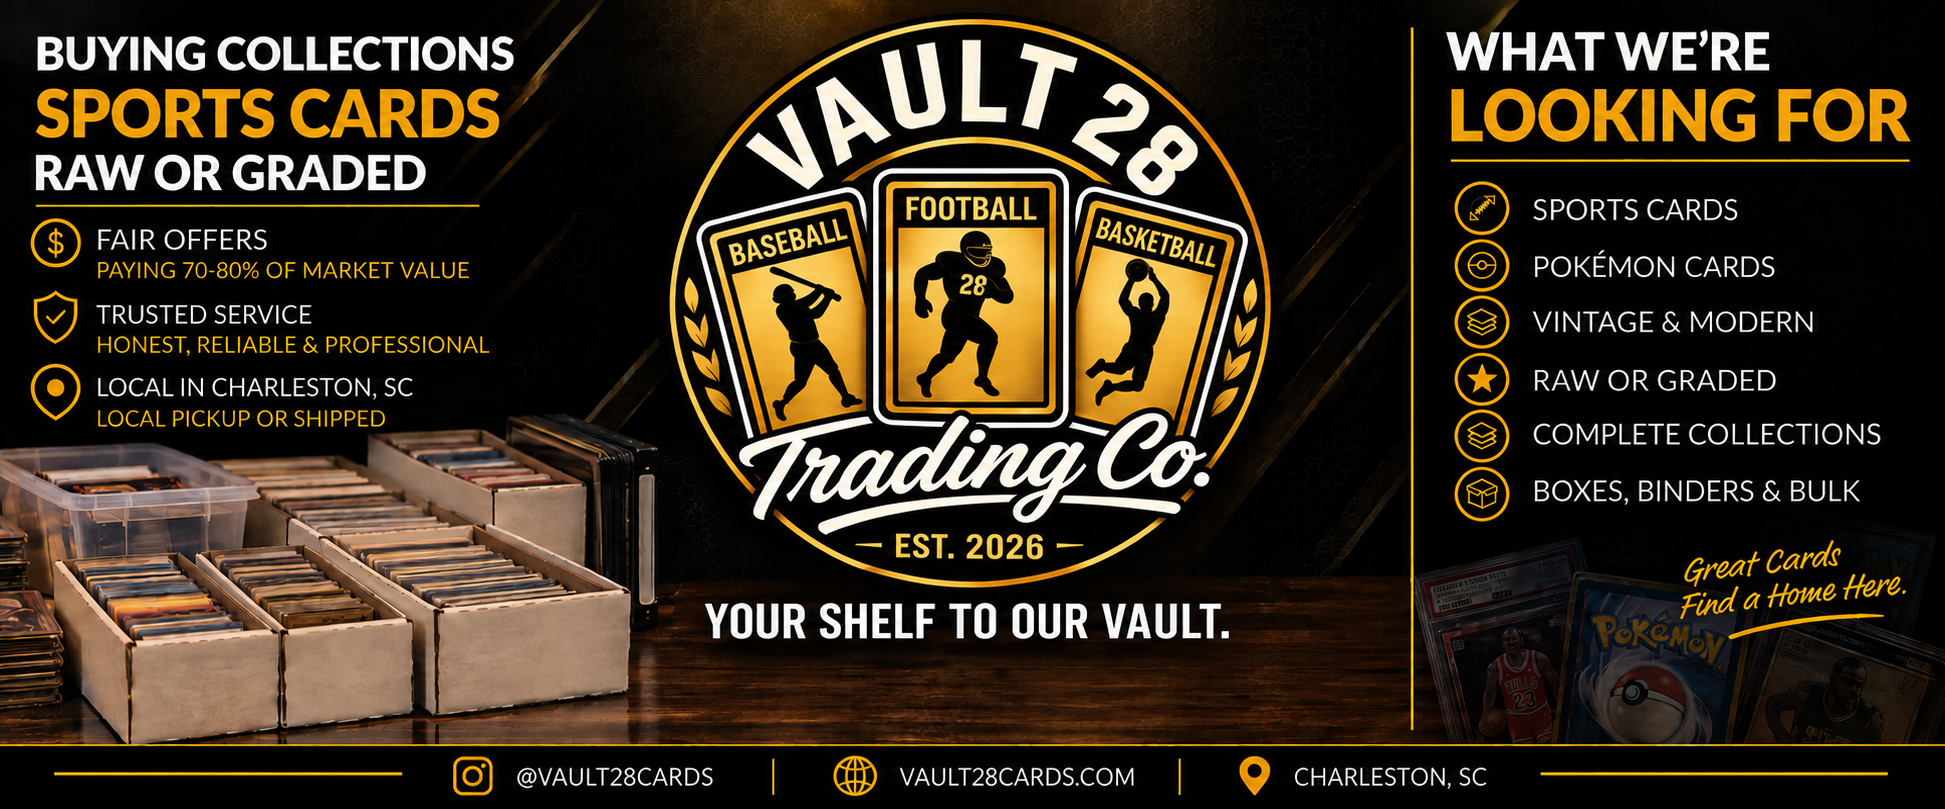 BUYING COLLECTIONS
SPORTS CARDS
RAW OR GRADED
FAIR OFFERS
PAYING 70-80% OF MARKET VALUE
TRUSTED SERVICE
HONEST, RELIABLE & PROFESSIONAL
LOCAL IN CHARLESTON, SC
LOCAL PICKUP OR SHIPPED
VAULT 28
BASEBALL
FOOTBALL
BASKETBALL
28
Trading Co.
EST. 2026
YOUR SHELF TO OUR VAULT.
WHAT WE'RE
LOOKING FOR
SPORTS CARDS
POKÉMON CARDS
VINTAGE & MODERN
RAW OR GRADED
COMPLETE COLLECTIONS
BOXES, BINDERS & BULK
Great Cards
Find a Home Here.
POKéMON
BULLS
23
@VAULT28CARDS
VAULT28CARDS.COM
CHARLESTON, SC